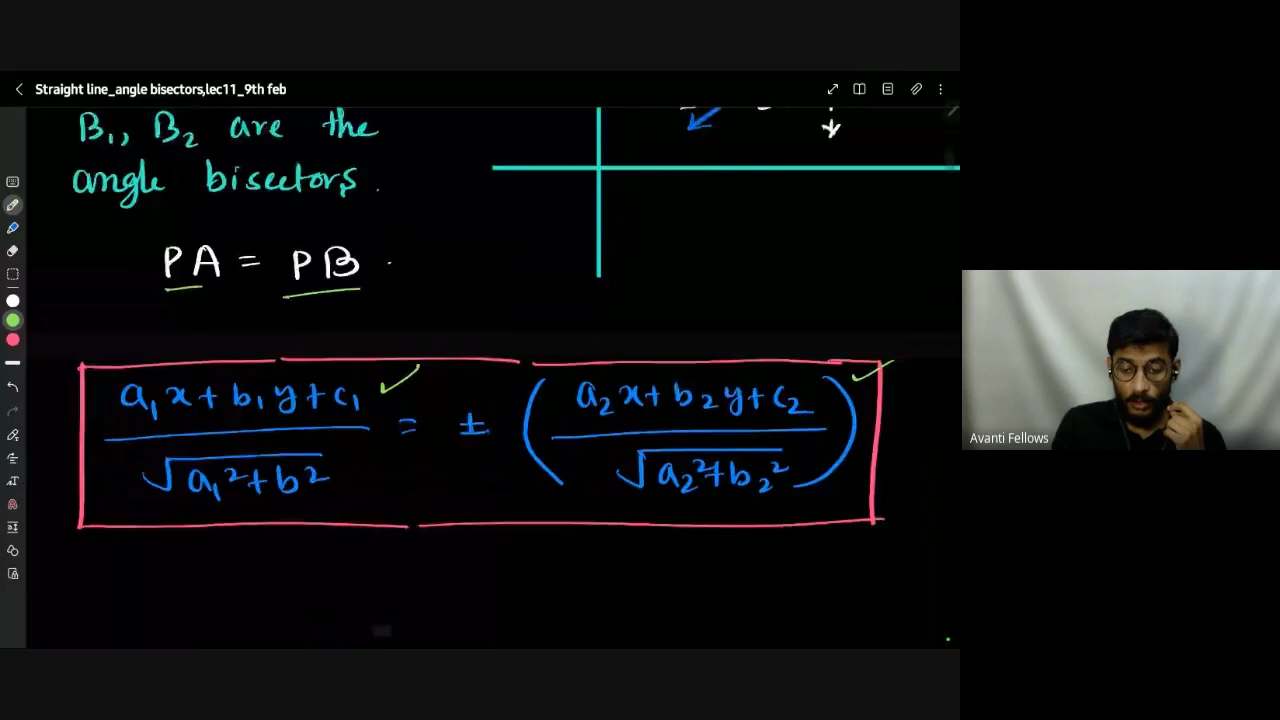 Straight line_angle bisectors,lec11_9th feb
B₁, B₂ are the
angle bisectors.
PA = PB .
a₁x + b₁y + c₁ / √a₁² + b² = ± ( a₂x + b₂y + c₂ / √a₂² + b₂² )
Avanti Fellows